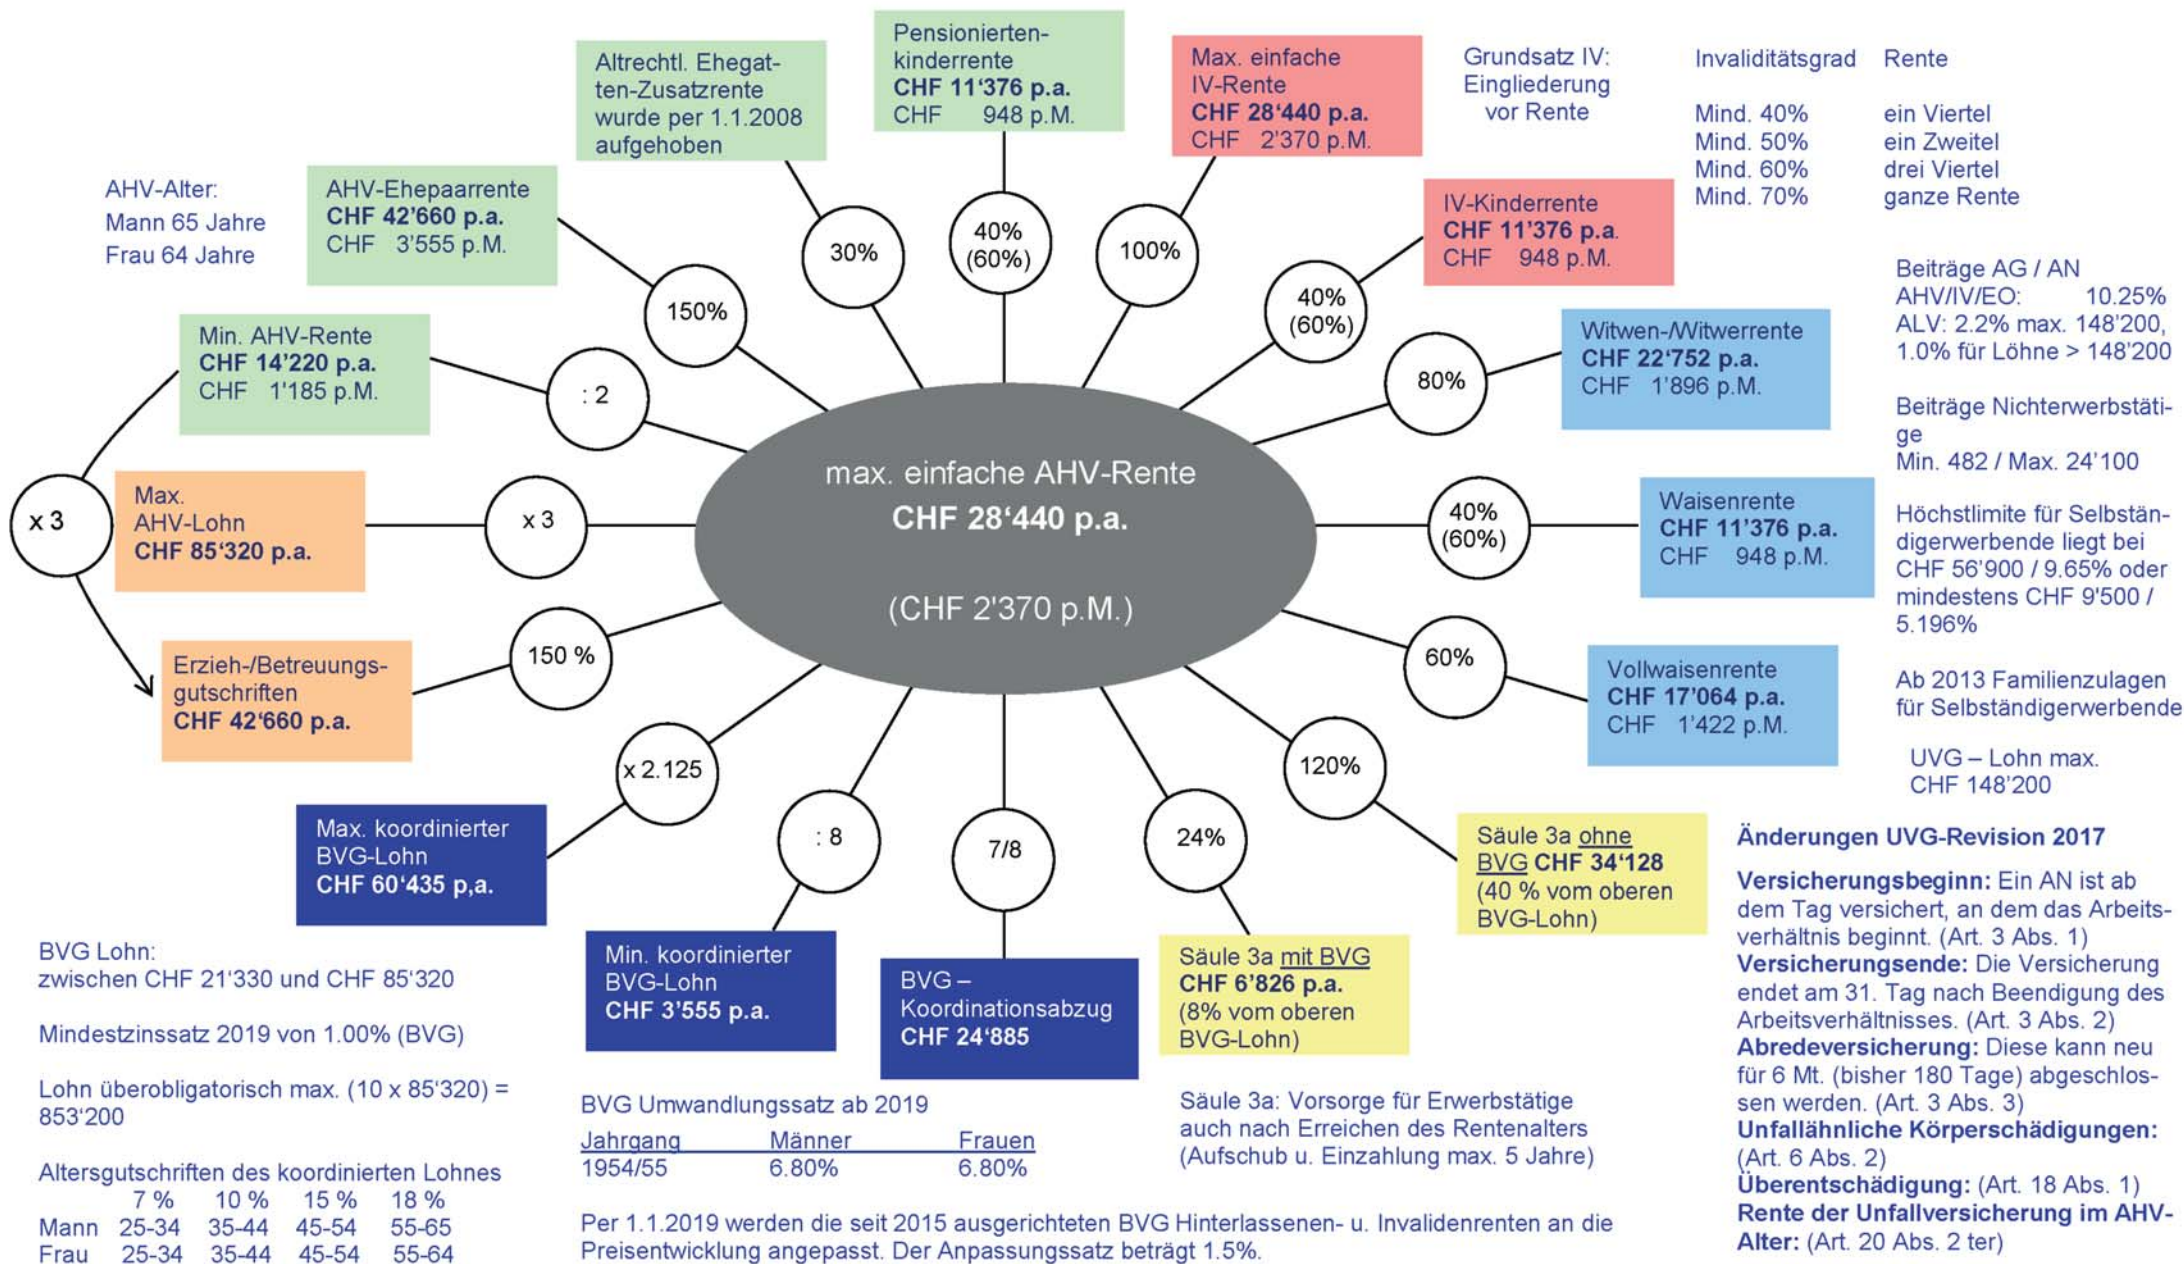 Altrechtl. Ehegat-
ten-Zusatzrente
wurde per 1.1.2008
aufgehoben
Pensionierten-
kinderrente
CHF 11‘376 p.a.
CHF 948 p.M.
Max. einfache
IV-Rente
CHF 28‘440 p.a.
CHF 2'370 p.M.
Grundsatz IV:
Eingliederung
vor Rente
Invaliditätsgrad Rente
Mind. 40% ein Viertel
Mind. 50% ein Zweitel
Mind. 60% drei Viertel
Mind. 70% ganze Rente
AHV-Alter:
Mann 65 Jahre
Frau 64 Jahre
AHV-Ehepaarrente
CHF 42’660 p.a.
CHF 3’555 p.M.
IV-Kinderrente
CHF 11‘376 p.a.
CHF 948 p.M.
30%
40%
(60%)
100%
150%
40%
(60%)
Min. AHV-Rente
CHF 14’220 p.a.
CHF 1'185 p.M.
: 2
80%
Witwen-/Witwerrente
CHF 22’752 p.a.
CHF 1’896 p.M.
Beiträge AG / AN
AHV/IV/EO: 10.25%
ALV: 2.2% max. 148'200,
1.0% für Löhne > 148'200
Beiträge Nichterwerbstäti-
ge
Min. 482 / Max. 24’100
x 3
Max.
AHV-Lohn
CHF 85‘320 p.a.
x 3
max. einfache AHV-Rente
CHF 28‘440 p.a.
(CHF 2’370 p.M.)
40%
(60%)
Waisenrente
CHF 11’376 p.a.
CHF 948 p.M.
Höchstlimite für Selbstän-
digerwerbende liegt bei
CHF 56’900 / 9.65% oder
mindestens CHF 9'500 /
5.196%
Erzieh-/Betreuungs-
gutschriften
CHF 42‘660 p.a.
150 %
60%
Vollwaisenrente
CHF 17’064 p.a.
CHF 1’422 p.M.
Ab 2013 Familienzulagen
für Selbständigerwerbende
UVG – Lohn max.
CHF 148’200
x 2.125
: 8
7/8
24%
120%
Max. koordinierter
BVG-Lohn
CHF 60‘435 p,a.
Min. koordinierter
BVG-Lohn
CHF 3’555 p.a.
BVG –
Koordinationsabzug
CHF 24‘885
Säule 3a mit BVG
CHF 6’826 p.a.
(8% vom oberen
BVG-Lohn)
Säule 3a ohne
BVG CHF 34‘128
(40 % vom oberen
BVG-Lohn)
Änderungen UVG-Revision 2017
Versicherungsbeginn: Ein AN ist ab
dem Tag versichert, an dem das Arbeits-
verhältnis beginnt. (Art. 3 Abs. 1)
Versicherungsende: Die Versicherung
endet am 31. Tag nach Beendigung des
Arbeitsverhältnisses. (Art. 3 Abs. 2)
Abredeversicherung: Diese kann neu
für 6 Mt. (bisher 180 Tage) abgeschlos-
sen werden. (Art. 3 Abs. 3)
Unfallähnliche Körperschädigungen:
(Art. 6 Abs. 2)
Überentschädigung: (Art. 18 Abs. 1)
Rente der Unfallversicherung im AHV-
Alter: (Art. 20 Abs. 2 ter)
BVG Lohn:
zwischen CHF 21'330 und CHF 85'320
Mindestzinssatz 2019 von 1.00% (BVG)
Lohn überobligatorisch max. (10 x 85‘320) =
853‘200
Altersgutschriften des koordinierten Lohnes
7 % 10 % 15 % 18 %
Mann 25-34 35-44 45-54 55-65
Frau 25-34 35-44 45-54 55-64
BVG Umwandlungssatz ab 2019
Jahrgang Männer Frauen
1954/55 6.80% 6.80%
Säule 3a: Vorsorge für Erwerbstätige
auch nach Erreichen des Rentenalters
(Aufschub u. Einzahlung max. 5 Jahre)
Per 1.1.2019 werden die seit 2015 ausgerichteten BVG Hinterlassenen- u. Invalidenrenten an die
Preisentwicklung angepasst. Der Anpassungssatz beträgt 1.5%.